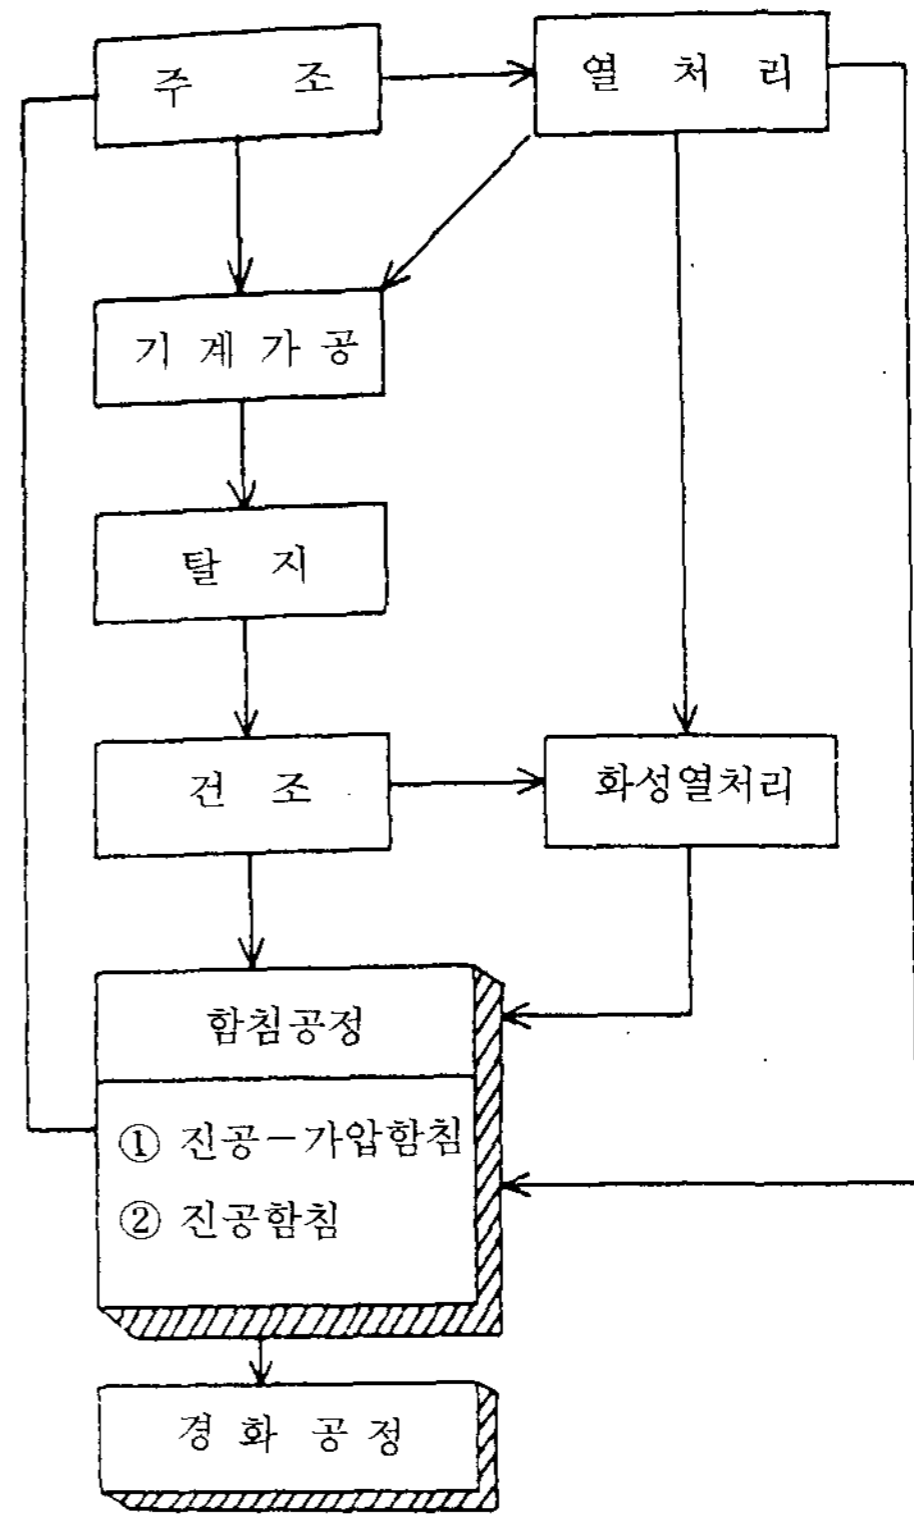 주 조
열 처 리
기 계 가 공
탈 지
건 조
화성열처리
함침공정
① 진공-가압함침
② 진공함침
경 화 공 정